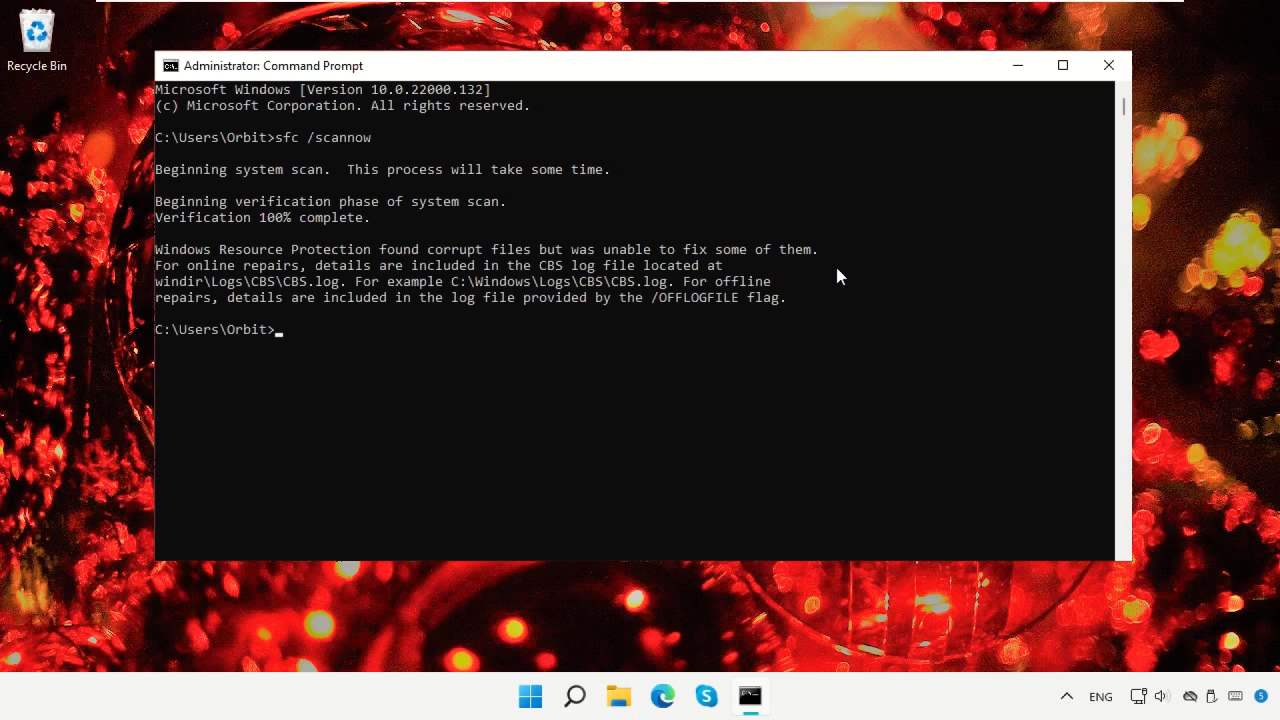 Recycle Bin
Administrator: Command Prompt
Microsoft Windows [Version 10.0.22000.132]
(c) Microsoft Corporation. All rights reserved.
C:\Users\Orbit>sfc /scannow
Beginning system scan.  This process will take some time.
Beginning verification phase of system scan.
Verification 100% complete.
Windows Resource Protection found corrupt files but was unable to fix some of them.
For online repairs, details are included in the CBS log file located at
windir\Logs\CBS\CBS.log. For example C:\Windows\Logs\CBS\CBS.log. For offline
repairs, details are included in the log file provided by the /OFFLOGFILE flag.
C:\Users\Orbit>
ENG
5